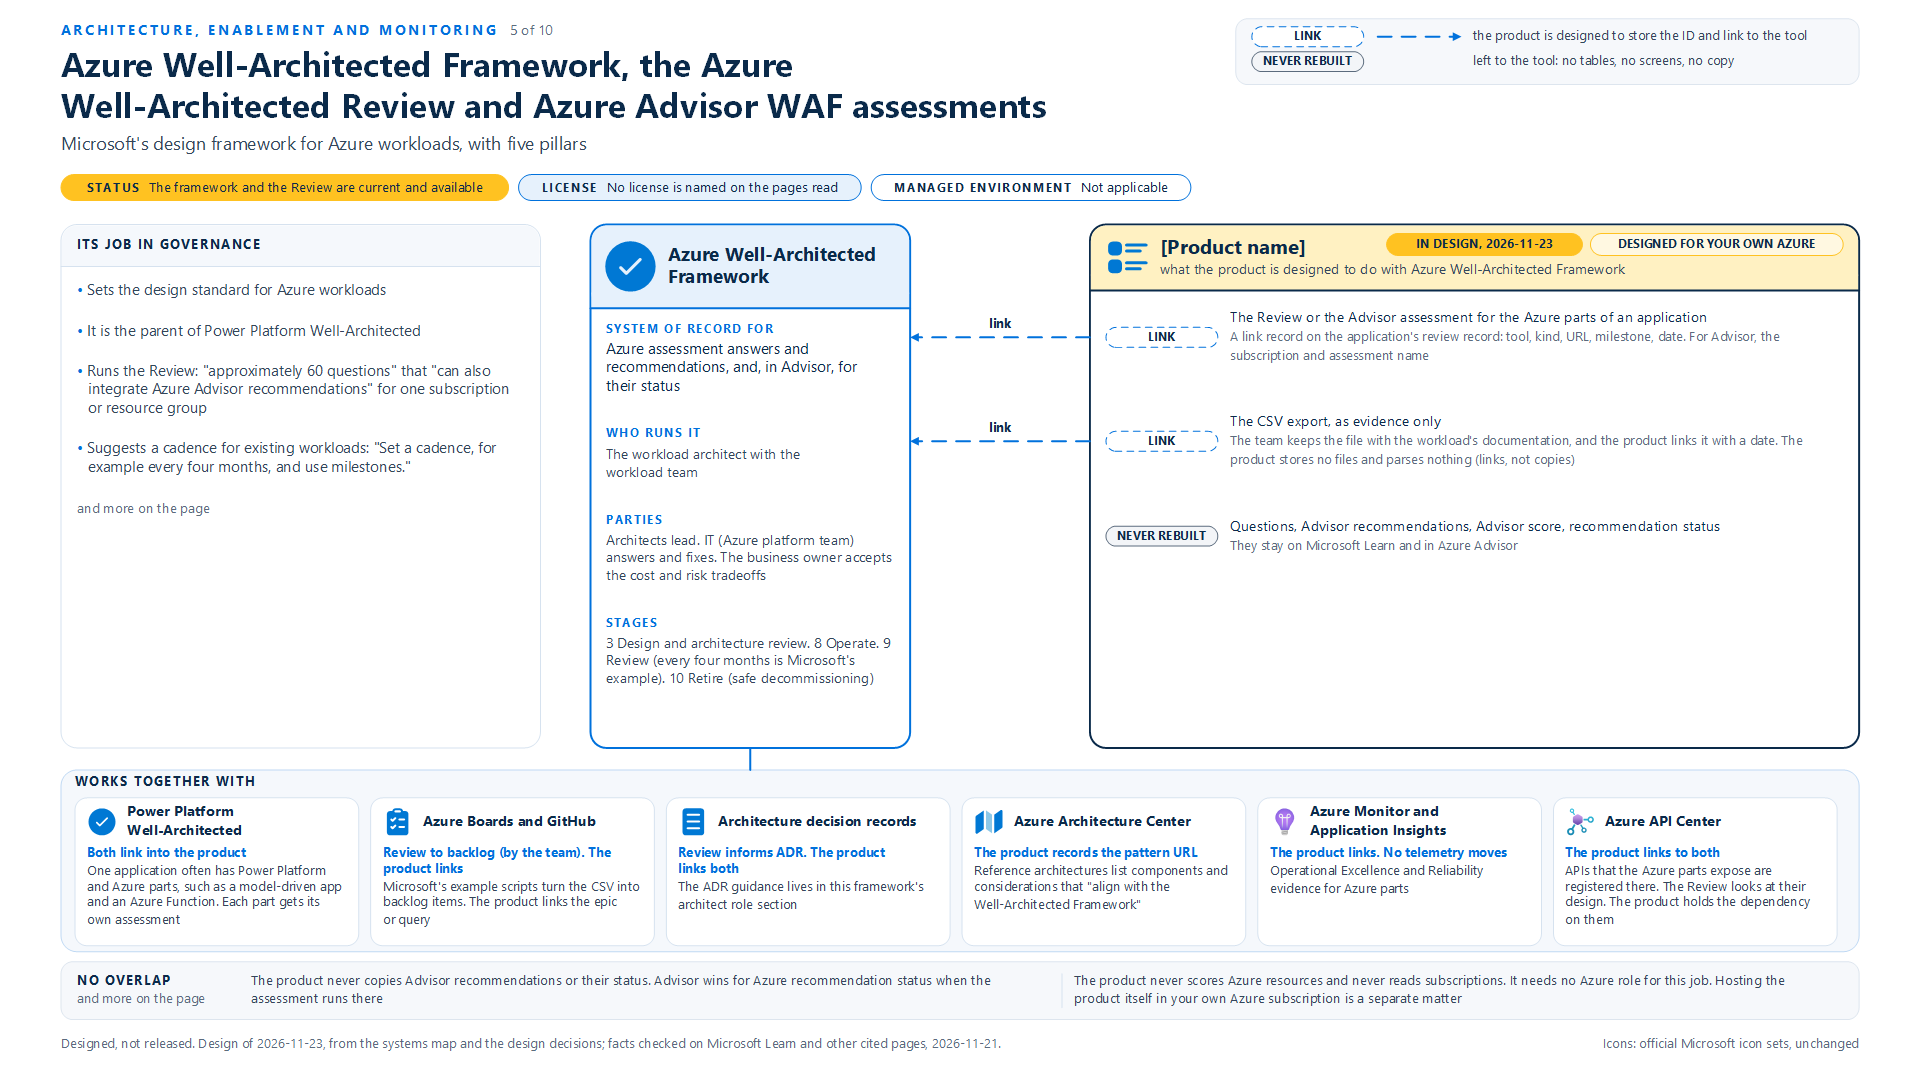 ARCHITECTURE, ENABLEMENT AND MONITORING 5 of 10
Azure Well-Architected Framework, the Azure
Well-Architected Review and Azure Advisor WAF assessments
Microsoft's design framework for Azure workloads, with five pillars
LINK the product is designed to store the ID and link to the tool
NEVER REBUILT left to the tool: no tables, no screens, no copy
STATUS The framework and the Review are current and available
LICENSE No license is named on the pages read
MANAGED ENVIRONMENT Not applicable
ITS JOB IN GOVERNANCE
• Sets the design standard for Azure workloads
• It is the parent of Power Platform Well-Architected
• Runs the Review: "approximately 60 questions" that "can also
integrate Azure Advisor recommendations" for one subscription
or resource group
• Suggests a cadence for existing workloads: "Set a cadence, for
example every four months, and use milestones."
and more on the page
Azure Well-Architected
Framework
SYSTEM OF RECORD FOR
Azure assessment answers and
recommendations, and, in Advisor, for
their status
WHO RUNS IT
The workload architect with the
workload team
PARTIES
Architects lead. IT (Azure platform team)
answers and fixes. The business owner accepts
the cost and risk tradeoffs
STAGES
3 Design and architecture review. 8 Operate. 9
Review (every four months is Microsoft's
example). 10 Retire (safe decommissioning)
link
link
[Product name]
IN DESIGN, 2026-11-23
DESIGNED FOR YOUR OWN AZURE
what the product is designed to do with Azure Well-Architected Framework
LINK
The Review or the Advisor assessment for the Azure parts of an application
A link record on the application's review record: tool, kind, URL, milestone, date. For Advisor, the
subscription and assessment name
LINK
The CSV export, as evidence only
The team keeps the file with the workload's documentation, and the product links it with a date. The
product stores no files and parses nothing (links, not copies)
NEVER REBUILT
Questions, Advisor recommendations, Advisor score, recommendation status
They stay on Microsoft Learn and in Azure Advisor
WORKS TOGETHER WITH
Power Platform
Well-Architected
Both link into the product
One application often has Power Platform
and Azure parts, such as a model-driven app
and an Azure Function. Each part gets its
own assessment
Azure Boards and GitHub
Review to backlog (by the team). The
product links
Microsoft's example scripts turn the CSV into
backlog items. The product links the epic
or query
Architecture decision records
Review informs ADR. The product
links both
The ADR guidance lives in this framework's
architect role section
Azure Architecture Center
The product records the pattern URL
Reference architectures list components and
considerations that "align with the
Well-Architected Framework"
Azure Monitor and
Application Insights
The product links. No telemetry moves
Operational Excellence and Reliability
evidence for Azure parts
Azure API Center
The product links to both
APIs that the Azure parts expose are
registered there. The Review looks at their
design. The product holds the dependency
on them
NO OVERLAP
and more on the page
The product never copies Advisor recommendations or their status. Advisor wins for Azure recommendation status when the
assessment runs there
The product never scores Azure resources and never reads subscriptions. It needs no Azure role for this job. Hosting the
product itself in your own Azure subscription is a separate matter
Designed, not released. Design of 2026-11-23, from the systems map and the design decisions; facts checked on Microsoft Learn and other cited pages, 2026-11-21.
Icons: official Microsoft icon sets, unchanged